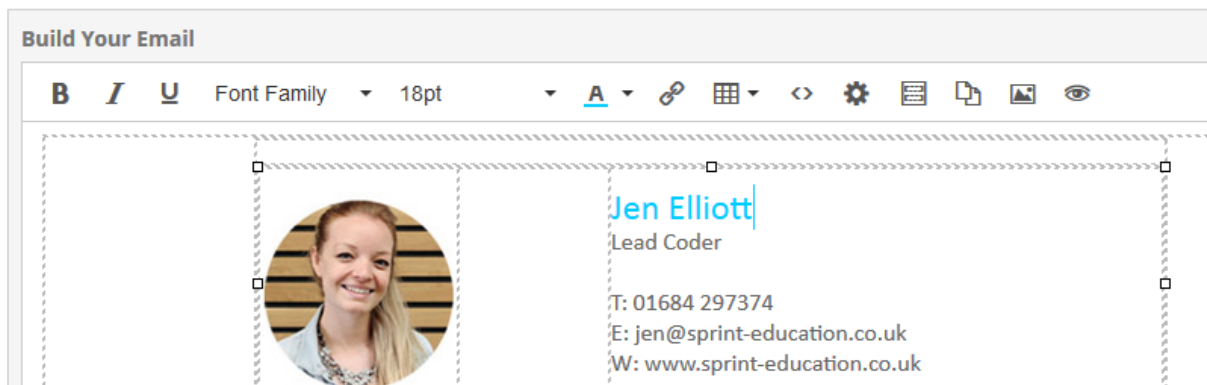 Build Your Email
B I U Font Family 18pt A
Jen Elliott
Lead Coder
T: 01684 297374
E: jen@sprint-education.co.uk
W: www.sprint-education.co.uk